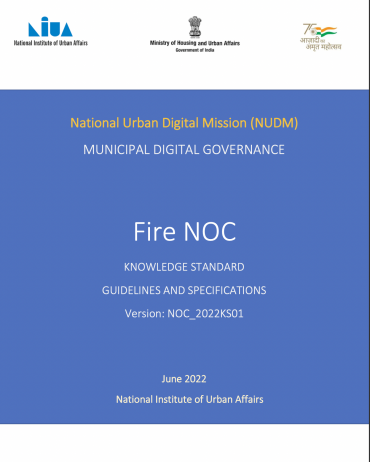 NIUA
National Institute of Urban Affairs
Ministry of Housing and Urban Affairs
Government of India
75
आज़ादी का
अमृत महोत्सव
National Urban Digital Mission (NUDM)
MUNICIPAL DIGITAL GOVERNANCE
Fire NOC
KNOWLEDGE STANDARD
GUIDELINES AND SPECIFICATIONS
Version: NOC_2022KS01
June 2022
National Institute of Urban Affairs